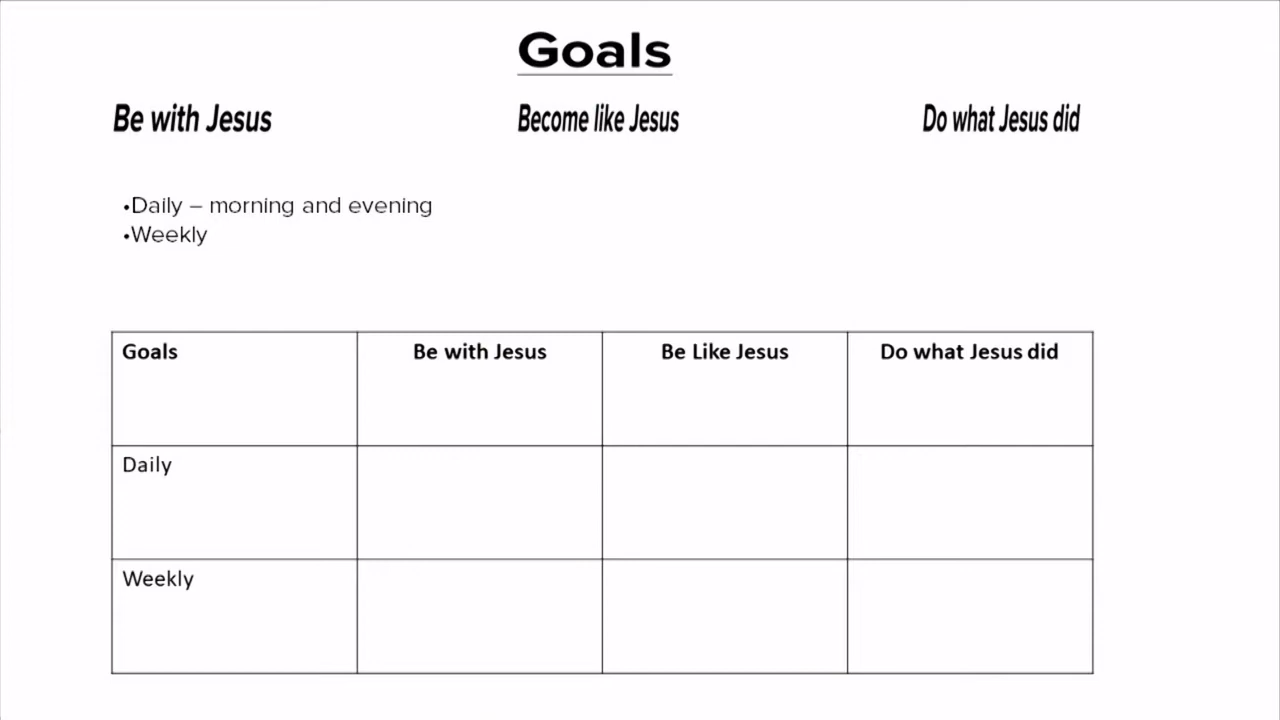 Goals
Be with Jesus
Become like Jesus
Do what Jesus did
•Daily – morning and evening
•Weekly
Goals
Be with Jesus
Be Like Jesus
Do what Jesus did
Daily
Weekly